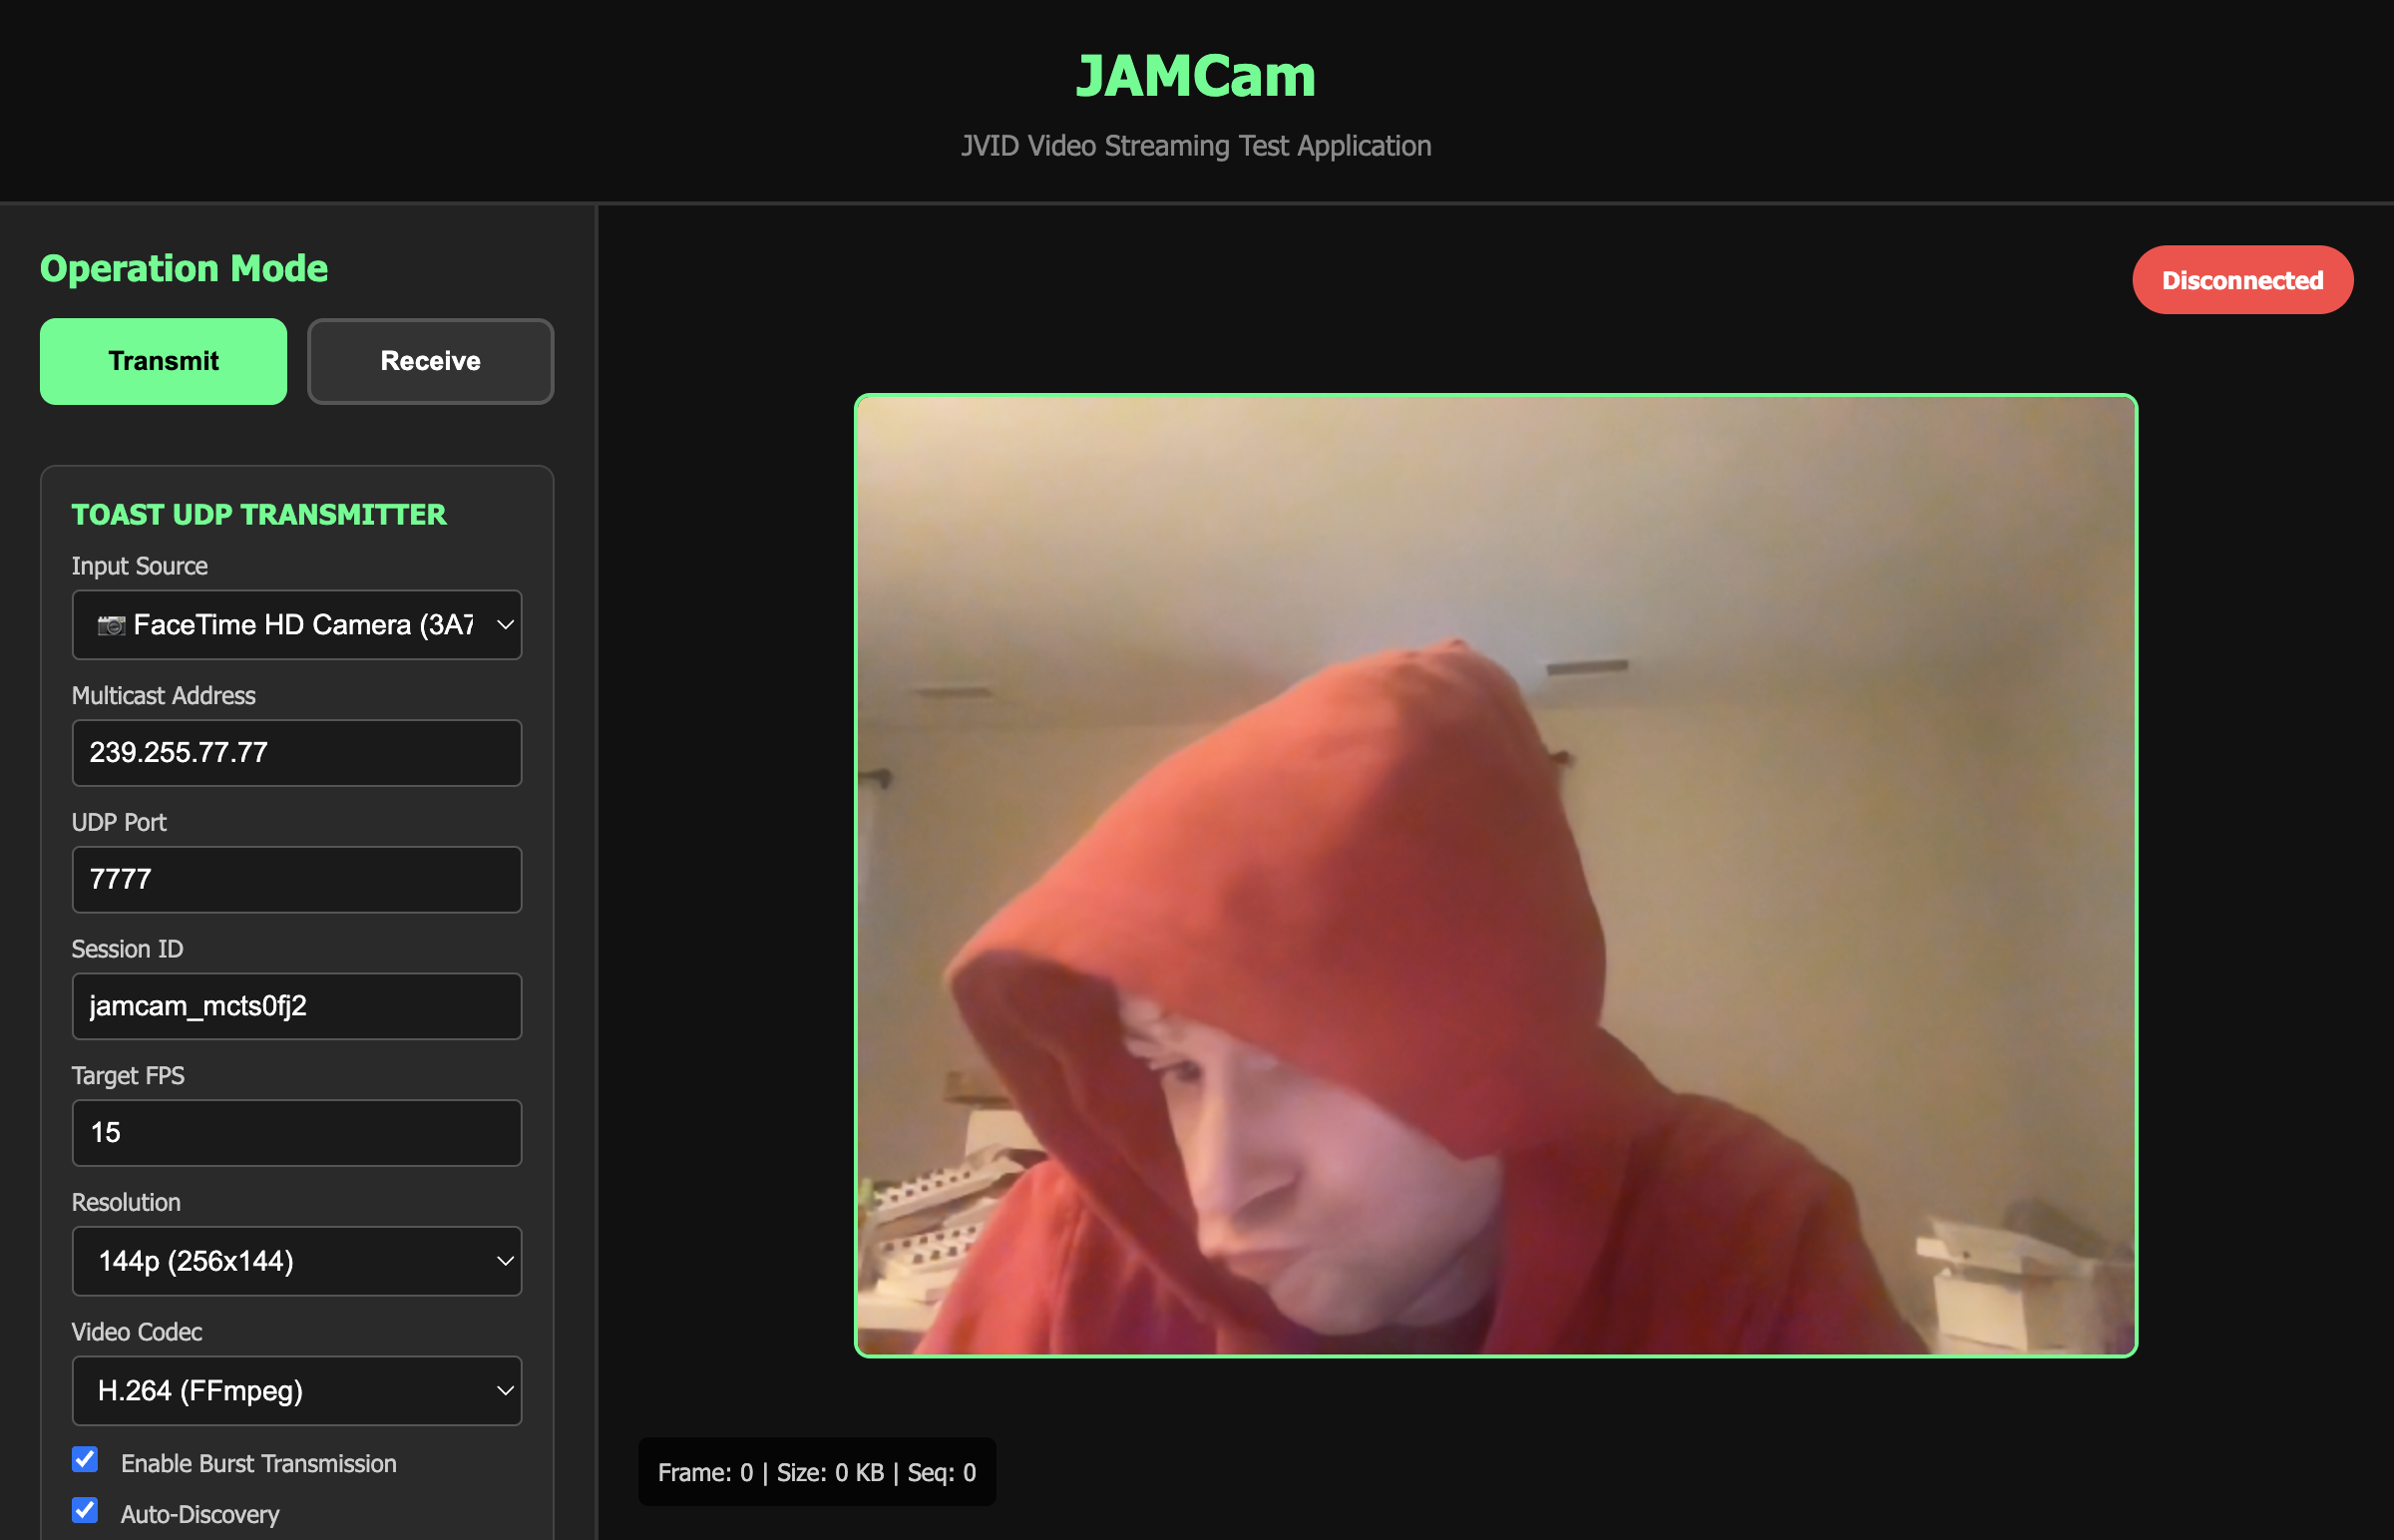 JAMCam
JVID Video Streaming Test Application
Operation Mode
Transmit
Receive
TOAST UDP TRANSMITTER
Input Source
FaceTime HD Camera (3A7
Multicast Address
239.255.77.77
UDP Port
7777
Session ID
jamcam_mcts0fj2
Target FPS
15
Resolution
144p (256x144)
Video Codec
H.264 (FFmpeg)
Enable Burst Transmission
Auto-Discovery
Disconnected
Frame: 0 | Size: 0 KB | Seq: 0